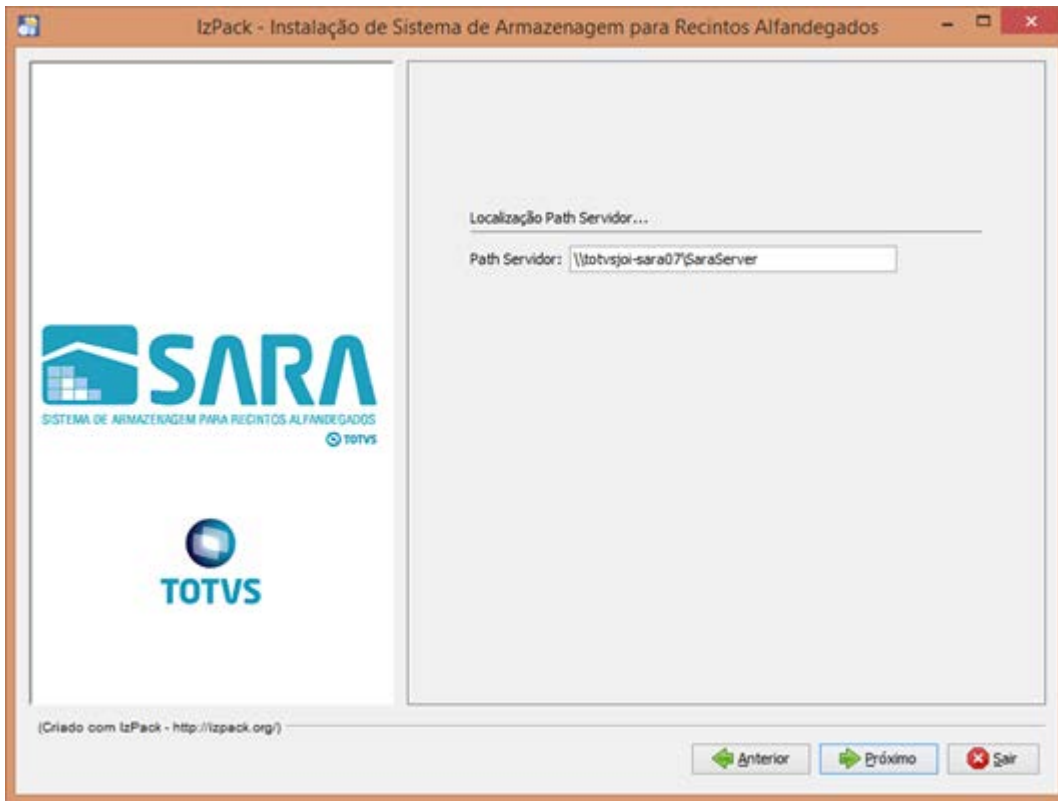 IzPack - Instalação de Sistema de Armazenagem para Recintos Alfandegados
Localização Path Servidor...
Path Servidor: \\totvsjoi-sara07\SaraServer
SARA
SISTEMA DE ARMAZENAGEM PARA RECINTOS ALFANDEGADOS
TOTVS
TOTVS
(Criado com IzPack - http://izpack.org/)
Anterior Próximo Sair